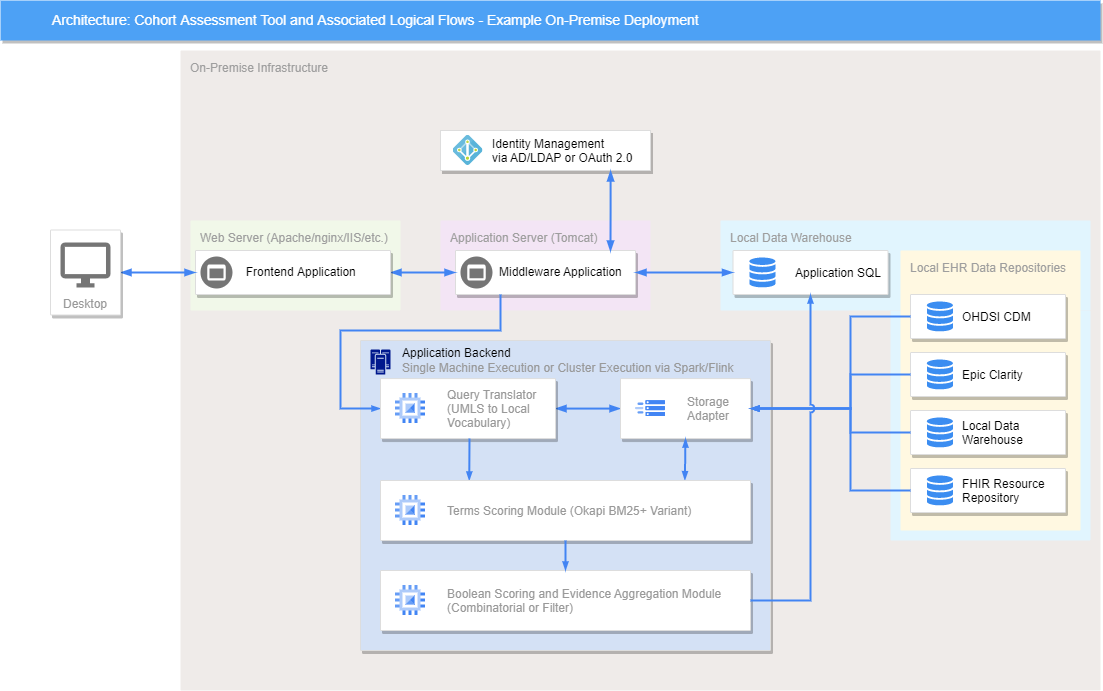 Architecture: Cohort Assessment Tool and Associated Logical Flows - Example On-Premise Deployment
On-Premise Infrastructure
Identity Management
via AD/LDAP or OAuth 2.0
Web Server (Apache/nginx/IIS/etc.)
Frontend Application
Application Server (Tomcat)
Middleware Application
Local Data Warehouse
Application SQL
Local EHR Data Repositories
OHDSI CDM
Epic Clarity
Local Data
Warehouse
FHIR Resource
Repository
Desktop
Application Backend
Single Machine Execution or Cluster Execution via Spark/Flink
Query Translator
(UMLS to Local
Vocabulary)
Storage
Adapter
Terms Scoring Module (Okapi BM25+ Variant)
Boolean Scoring and Evidence Aggregation Module
(Combinatorial or Filter)